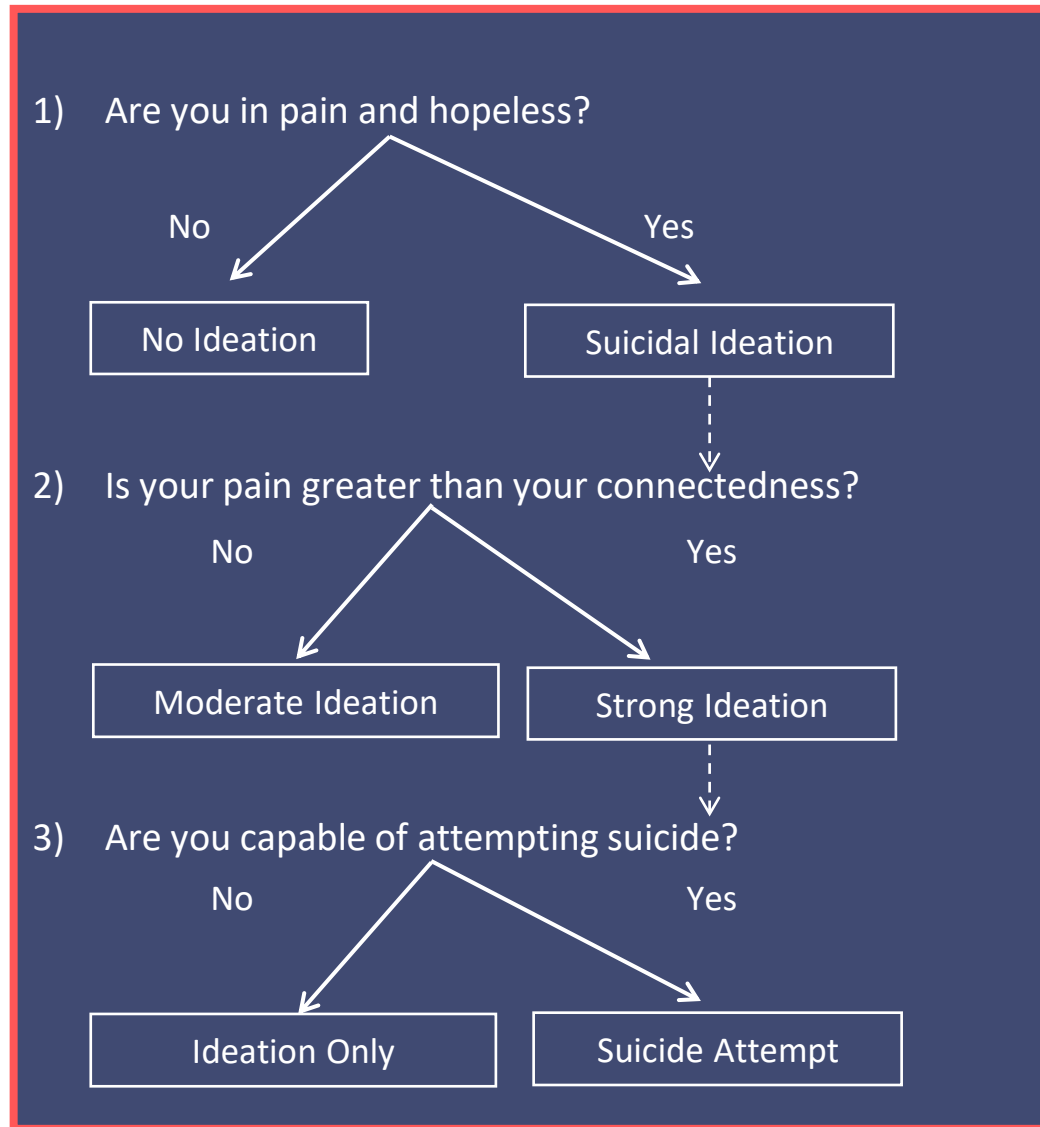 1) Are you in pain and hopeless?
No Yes
No Ideation Suicidal Ideation
2) Is your pain greater than your connectedness?
No Yes
Moderate Ideation Strong Ideation
3) Are you capable of attempting suicide?
No Yes
Ideation Only Suicide Attempt